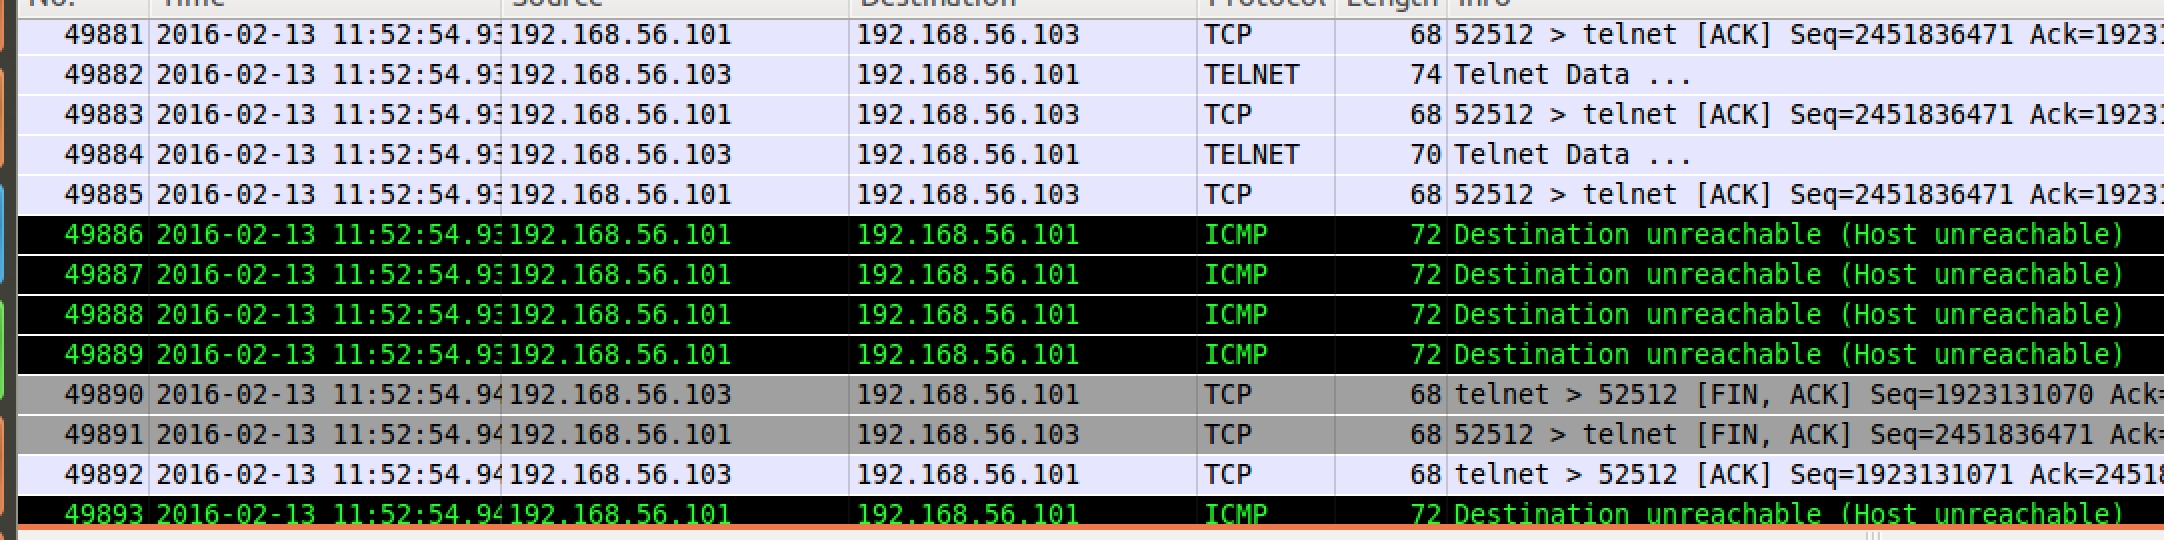 No. Time Source Destination Protocol Length Info
49881 2016-02-13 11:52:54.93 192.168.56.101 192.168.56.103 TCP 68 52512 > telnet [ACK] Seq=2451836471 Ack=1923
49882 2016-02-13 11:52:54.93 192.168.56.103 192.168.56.101 TELNET 74 Telnet Data ...
49883 2016-02-13 11:52:54.93 192.168.56.101 192.168.56.103 TCP 68 52512 > telnet [ACK] Seq=2451836471 Ack=1923
49884 2016-02-13 11:52:54.93 192.168.56.103 192.168.56.101 TELNET 70 Telnet Data ...
49885 2016-02-13 11:52:54.93 192.168.56.101 192.168.56.103 TCP 68 52512 > telnet [ACK] Seq=2451836471 Ack=1923
49886 2016-02-13 11:52:54.93 192.168.56.101 192.168.56.101 ICMP 72 Destination unreachable (Host unreachable)
49887 2016-02-13 11:52:54.93 192.168.56.101 192.168.56.101 ICMP 72 Destination unreachable (Host unreachable)
49888 2016-02-13 11:52:54.93 192.168.56.101 192.168.56.101 ICMP 72 Destination unreachable (Host unreachable)
49889 2016-02-13 11:52:54.93 192.168.56.101 192.168.56.101 ICMP 72 Destination unreachable (Host unreachable)
49890 2016-02-13 11:52:54.94 192.168.56.103 192.168.56.101 TCP 68 telnet > 52512 [FIN, ACK] Seq=1923131070 Ack=
49891 2016-02-13 11:52:54.94 192.168.56.101 192.168.56.103 TCP 68 52512 > telnet [FIN, ACK] Seq=2451836471 Ack=
49892 2016-02-13 11:52:54.94 192.168.56.103 192.168.56.101 TCP 68 telnet > 52512 [ACK] Seq=1923131071 Ack=2451
49893 2016-02-13 11:52:54.94 192.168.56.101 192.168.56.101 ICMP 72 Destination unreachable (Host unreachable)